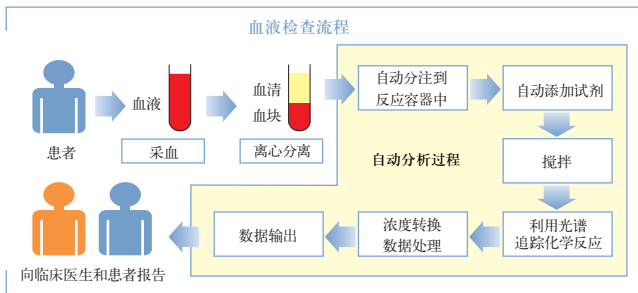 血液检查流程
患者
血液
采血
血清
血块
离心分离
自动分注到
反应容器中
自动添加试剂
搅拌
自动分析过程
利用光谱
追踪化学反应
浓度转换
数据处理
数据输出
向临床医生和患者报告